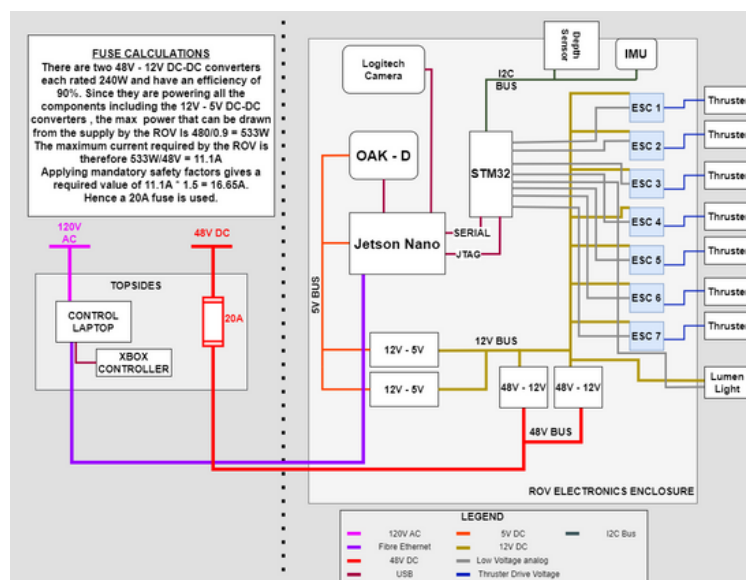 FUSE CALCULATIONS
There are two 48V - 12V DC-DC converters
each rated 240W and have an efficiency of
90%. Since they are powering all the
components including the 12V - 5V DC-DC
converters , the max power that can be drawn
from the supply by the ROV Is 480/0.9 = 533W
The maximum current required by the ROV is
therefore 533W/48V = 11.1A
Applying mandatory safety factors gives a
required value of 11.1A * 1.5 = 16.65A.
Hence a 20A fuse is used.
120V
AC
48V DC
TOPSIDES
CONTROL
LAPTOP
XBOX
CONTROLLER
20A
Logitech
Camera
OAK - D
Jetson Nano
5V BUS
SERIAL
JTAG
STM32
I2C
BUS
Depth
Sensor
IMU
ESC 1
Thruster
ESC 2
Thruster
ESC 3
Thruster
ESC 4
Thruster
ESC 5
Thruster
ESC 6
Thruster
ESC 7
Thruster
Lumen
Light
12V - 5V
12V - 5V
12V BUS
48V - 12V
48V - 12V
48V BUS
ROV ELECTRONICS ENCLOSURE
LEGEND
120V AC
5V DC
I2C Bus
Fibre Ethernet
12V DC
48V DC
Low Voltage analog
USB
Thruster Drive Voltage